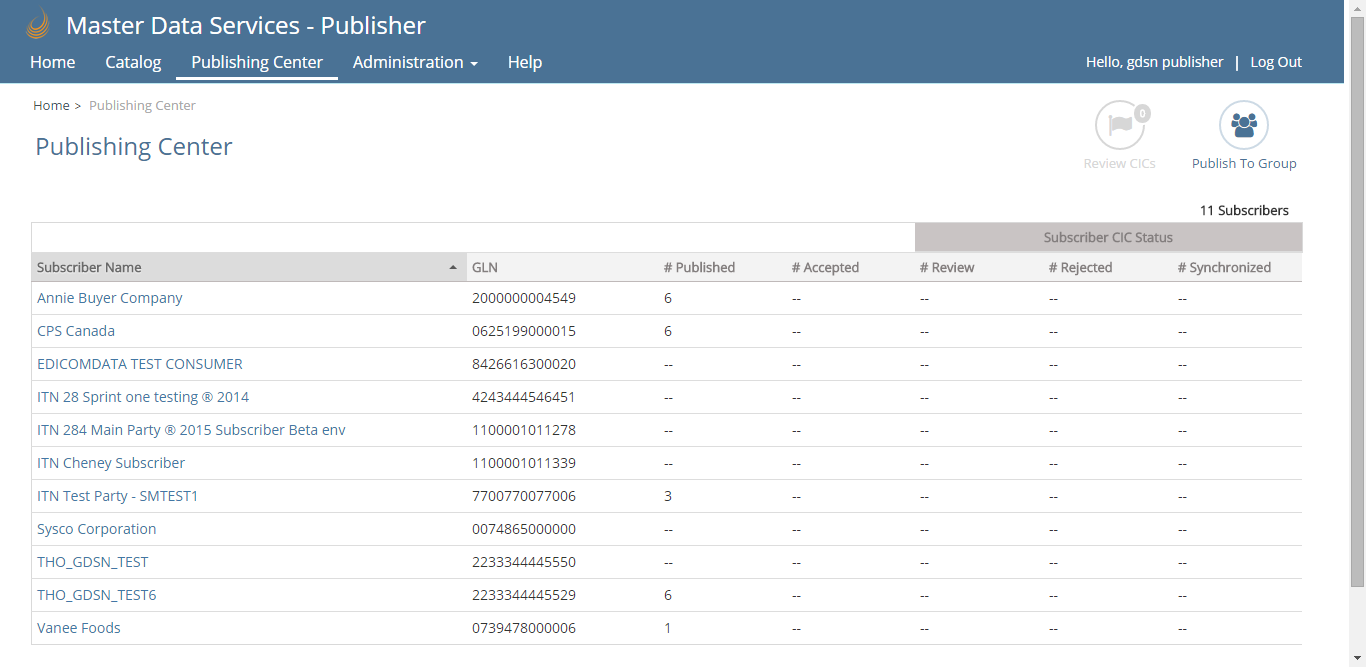 Master Data Services - Publisher
Home Catalog Publishing Center Administration Help Hello, gdsn publisher | Log Out
Home > Publishing Center
0
Publishing Center
Review CICs Publish To Group
11 Subscribers
Subscriber CIC Status
Subscriber Name GLN # Published # Accepted # Review # Rejected # Synchronized
Annie Buyer Company 2000000004549 6 -- -- -- --
CPS Canada 0625199000015 6 -- -- -- --
EDICOMDATA TEST CONSUMER 8426616300020 -- -- -- -- --
ITN 28 Sprint one testing ® 2014 4243444546451 -- -- -- -- --
ITN 284 Main Party ® 2015 Subscriber Beta env 1100001011278 -- -- -- -- --
ITN Cheney Subscriber 1100001011339 -- -- -- -- --
ITN Test Party - SMTEST1 7700770077006 3 -- -- -- --
Sysco Corporation 0074865000000 -- -- -- -- --
THO_GDSN_TEST 2233344445550 -- -- -- -- --
THO_GDSN_TEST6 2233344445529 6 -- -- -- --
Vanee Foods 0739478000006 1 -- -- -- --